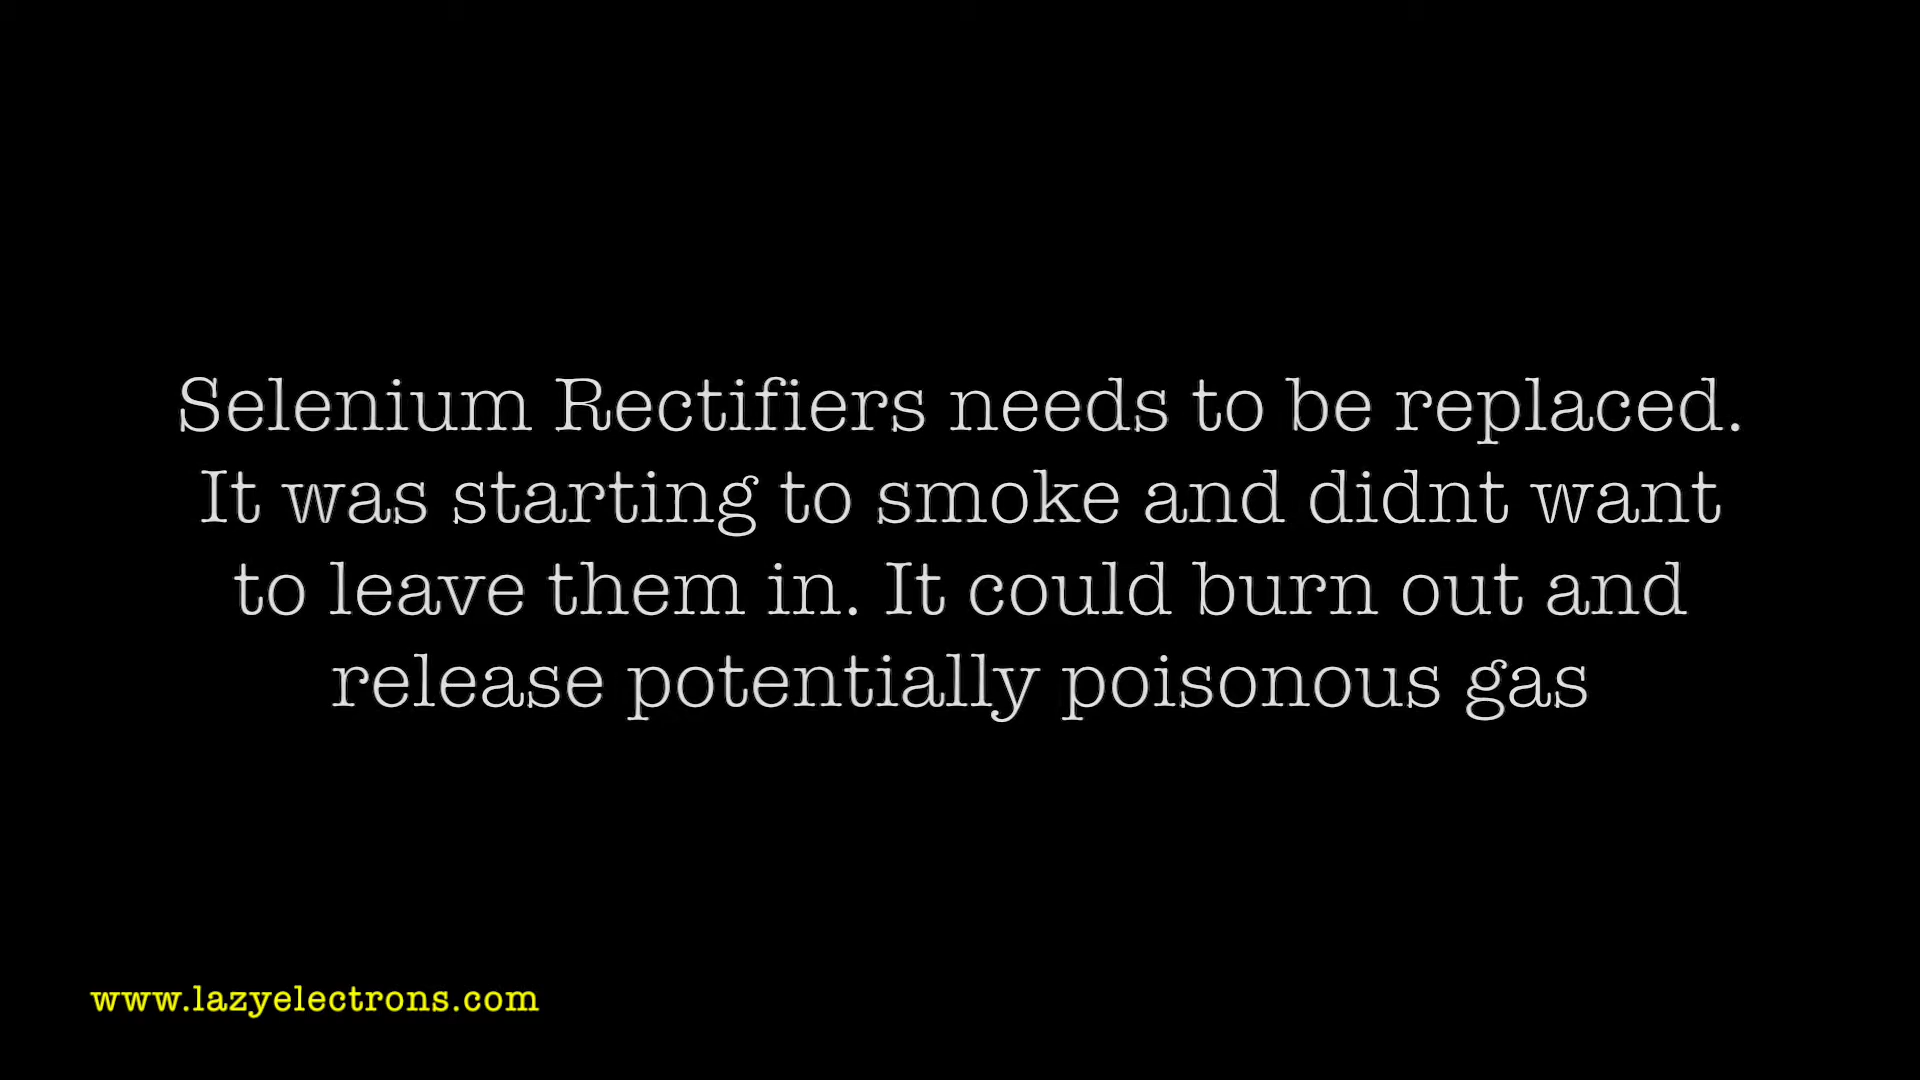 Selenium Rectifiers needs to be replaced.
It was starting to smoke and didnt want
to leave them in. It could burn out and
release potentially poisonous gas
www.lazyelectrons.com